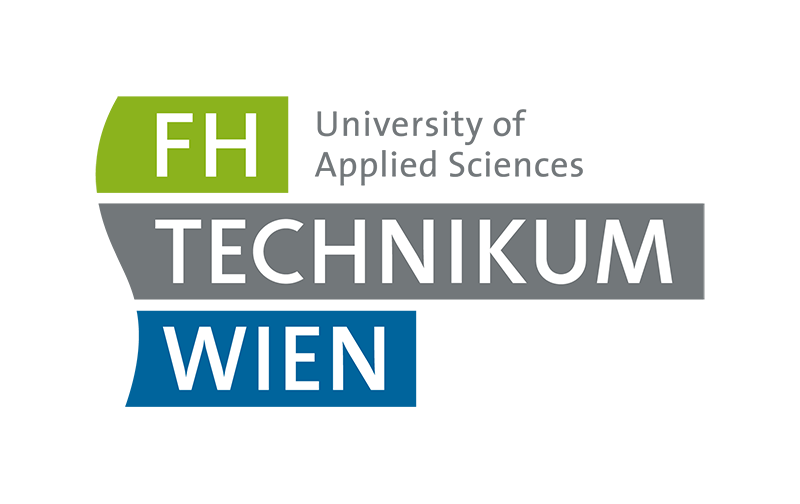 FH
University of
Applied Sciences
TECHNIKUM
WIEN